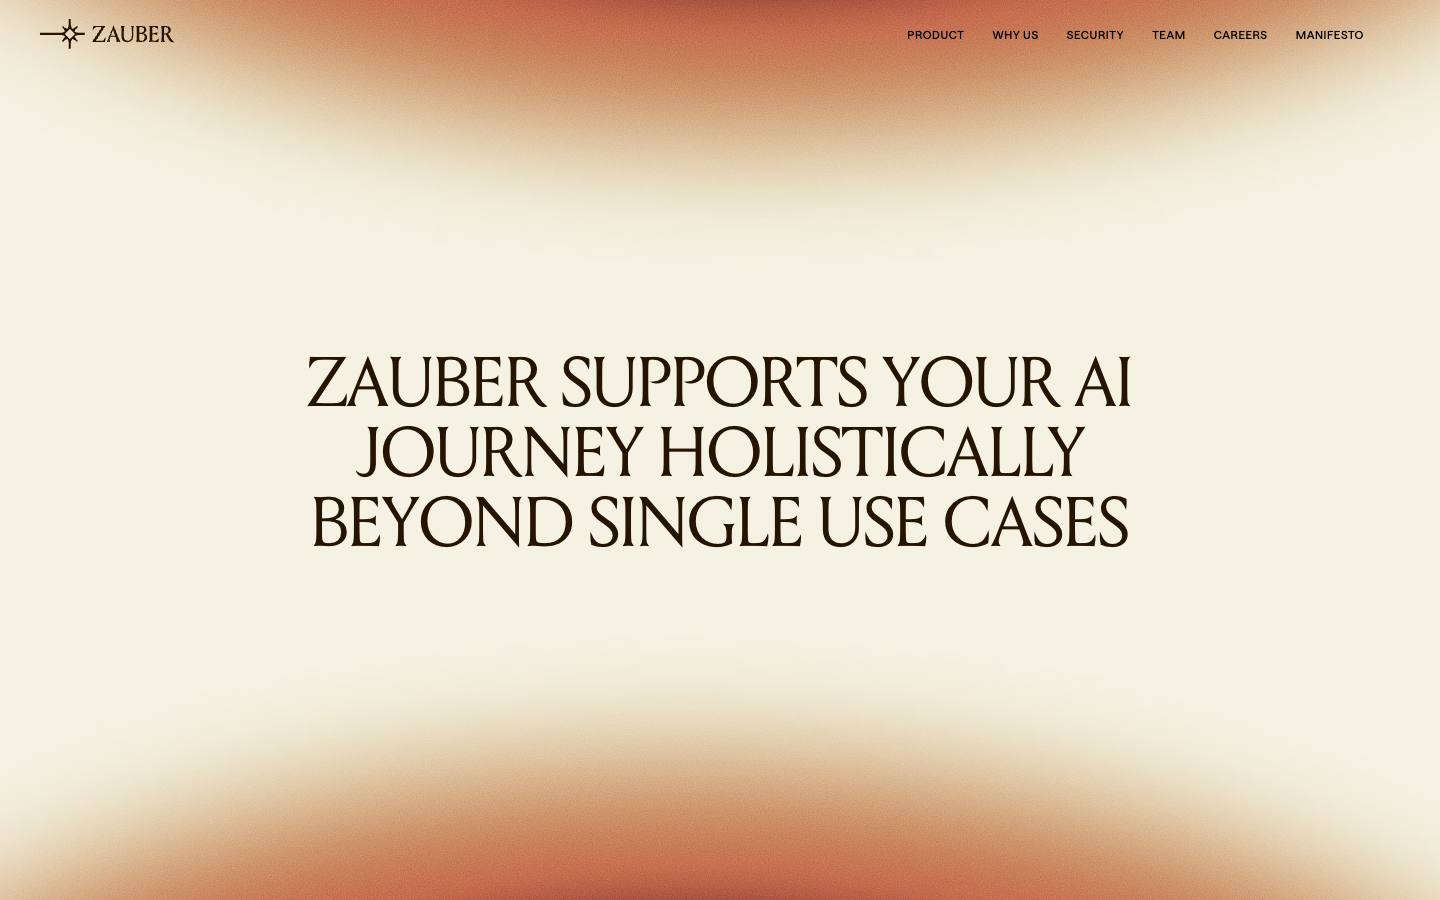 ZAUBER
PRODUCT
WHY US
SECURITY
TEAM
CAREERS
MANIFESTO
ZAUBER SUPPORTS YOUR AI
JOURNEY HOLISTICALLY
BEYOND SINGLE USE CASES